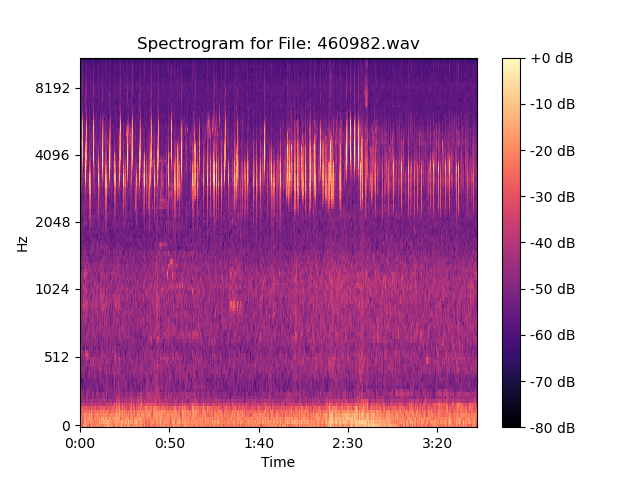 Spectrogram for File: 460982.wav
Hz
8192
4096
2048
1024
512
0
0:00 0:50 1:40 2:30 3:20
Time
+0 dB
-10 dB
-20 dB
-30 dB
-40 dB
-50 dB
-60 dB
-70 dB
-80 dB